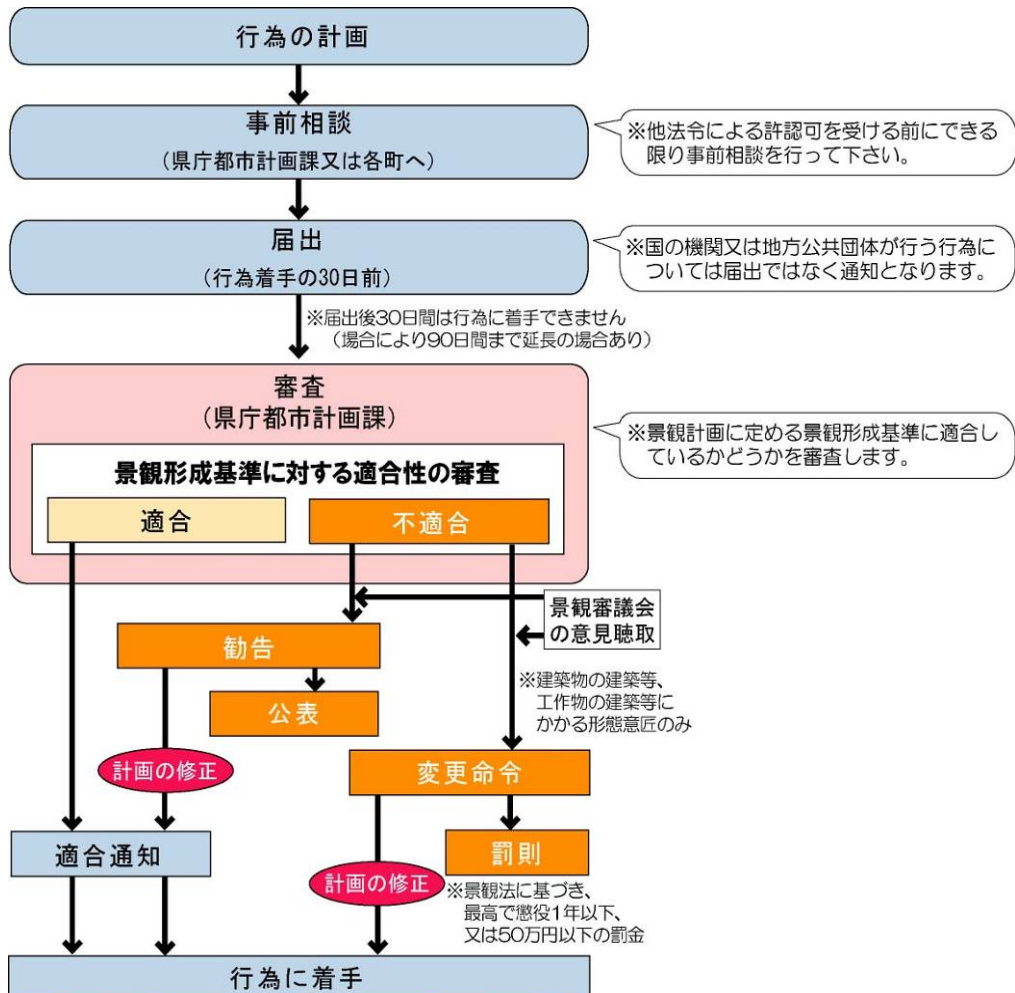 行為の計画
事前相談
(県庁都市計画課又は各町へ)
※他法令による許認可を受ける前にできる
限り事前相談を行って下さい。
届出
(行為着手の30日前)
※国の機関又は地方公共団体が行う行為に
ついては届出ではなく通知となります。
※届出後30日間は行為に着手できません
(場合により90日間まで延長の場合あり)
審査
(県庁都市計画課)
※景観計画に定める景観形成基準に適合し
ているかどうかを審査します。
景観形成基準に対する適合性の審査
適合
不適合
景観審議会
の意見聴取
勧告
公表
※建築物の建築等、
工作物の建築等に
かかる形態意匠のみ
計画の修正
変更命令
適合通知
罰則
計画の修正
※景観法に基づき、
最高で懲役1年以下、
又は50万円以下の罰金
行為に着手